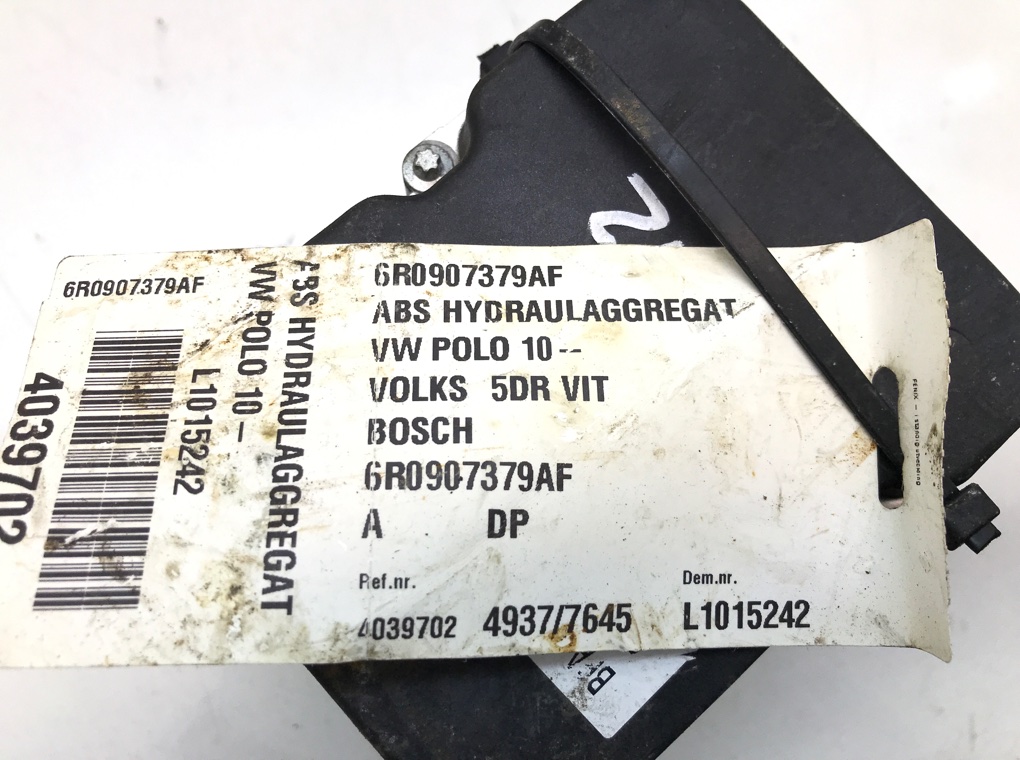 6R0907379AF
4039702
L1015242
VW POLO 10 –
ABS HYDRAULAGGREGAT
6R0907379AF
ABS HYDRAULAGGREGAT
VW POLO 10--
VOLKS 5DR VIT
BOSCH
6R0907379AF
A DP
Ref.nr. Dem.nr.
4039702 4937/7645 L1015242